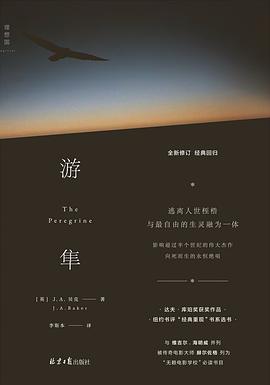 理想国
全新修订 经典回归
游
隼
The
Peregrine
逃离人世桎梏
与最自由的生灵融为一体
影响超过半个世纪的伟大杰作
向死而生的永恒绝唱
[英] J.A. 贝克 著
J.A.Baker
李斯本 译
· 达夫·库珀奖获奖作品 ·
· 纽约书评“经典重现”书系选书 ·
与 维吉尔、海明威 并列
被传奇电影大师 赫尔佐格 列为
“无赖电影学校”必读书目
北京日报出版社